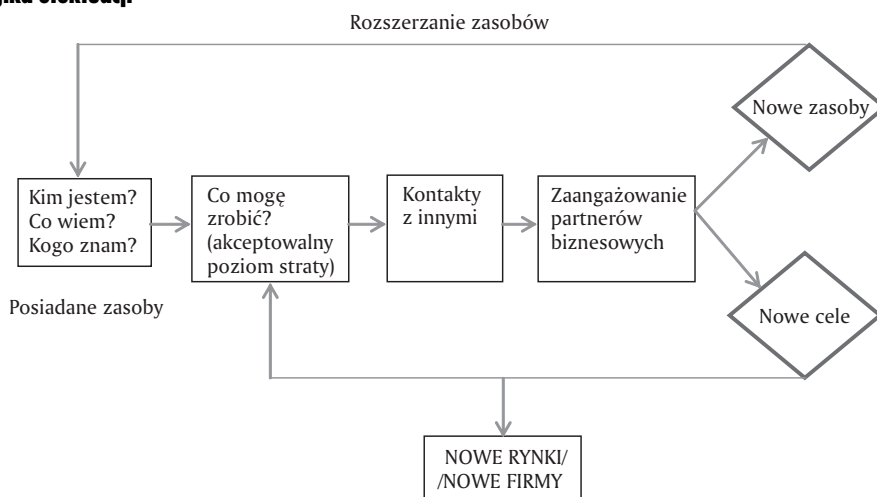 Rozszerzanie zasobów
Nowe zasoby
Kim jestem?
Co wiem?
Kogo znam?
Co mogę
zrobić?
(akceptowalny
poziom straty)
Kontakty
z innymi
Zaangażowanie
partnerów
biznesowych
Posiadane zasoby
Nowe cele
NOWE RYNKI/
/NOWE FIRMY